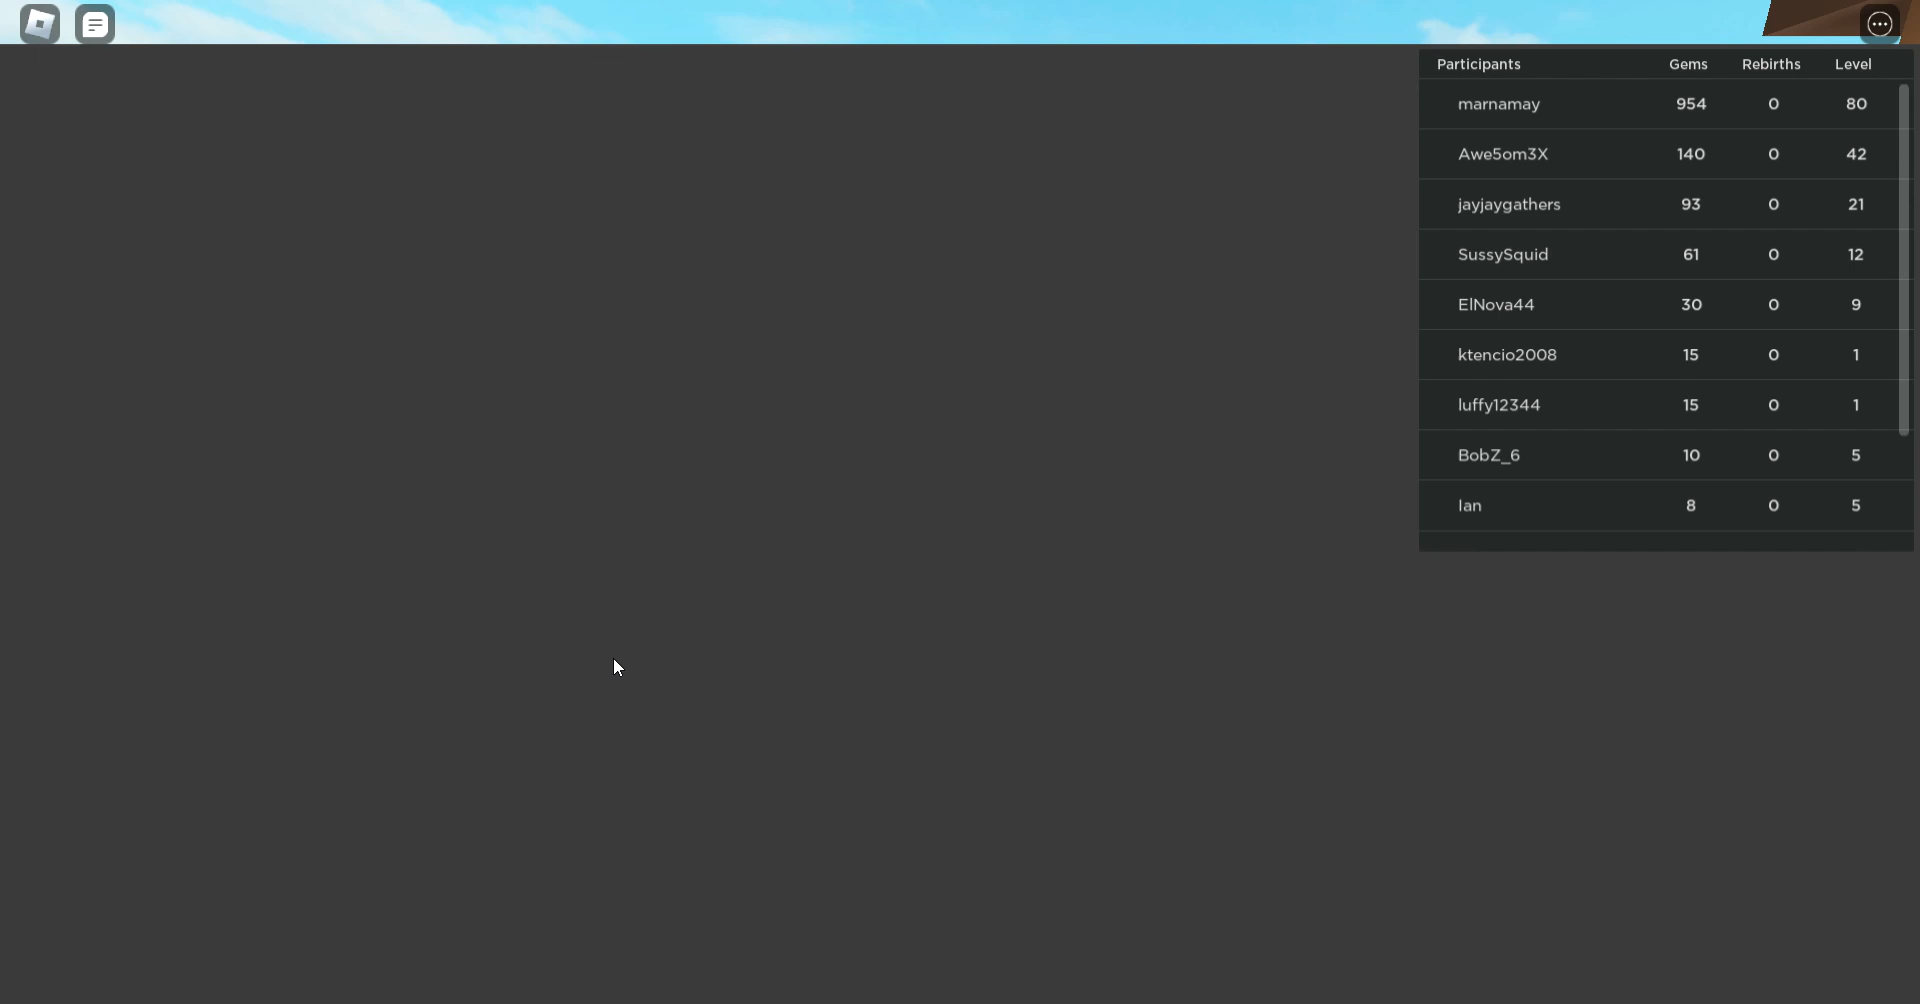 Participants Gems Rebirths Level
marnamay 954 0 80
Awe5om3X 140 0 42
jayjaygathers 93 0 21
SussySquid 61 0 12
ElNova44 30 0 9
ktencio2008 15 0 1
luffy12344 15 0 1
BobZ_6 10 0 5
Ian 8 0 5